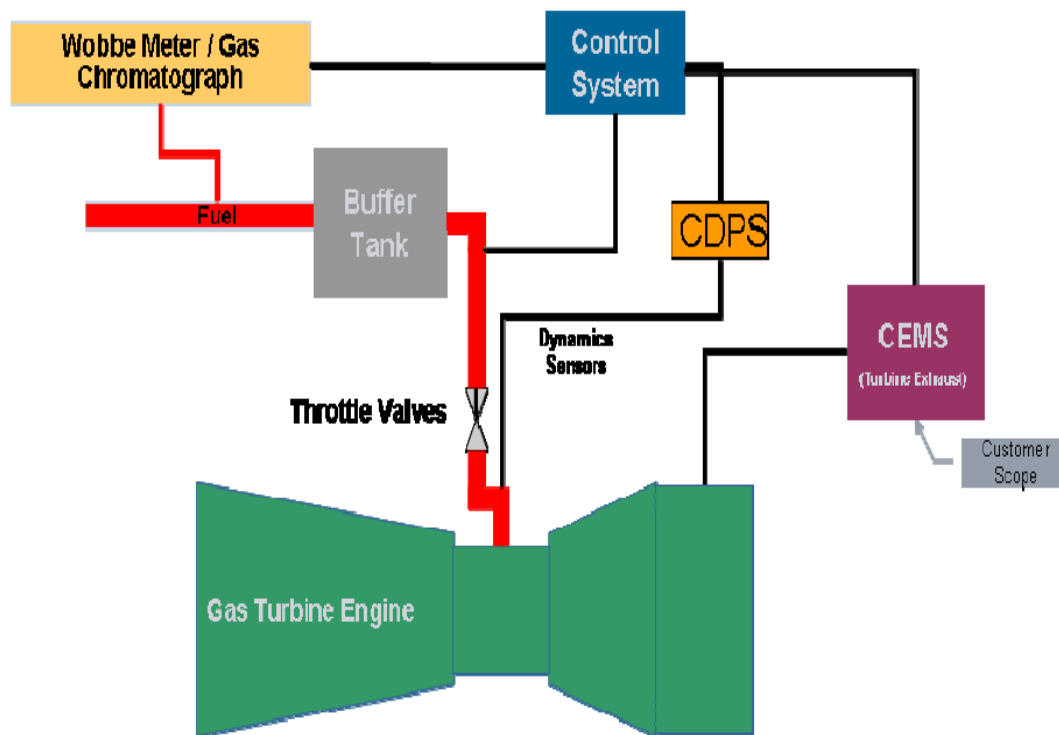 Wobbe Meter / Gas
Chromatograph
Control
System
Fuel
Buffer
Tank
CDPS
Dynamics
Sensors
CEMS
(Turbine Exhaust)
Throttle Valves
Customer
Scope
Gas Turbine Engine